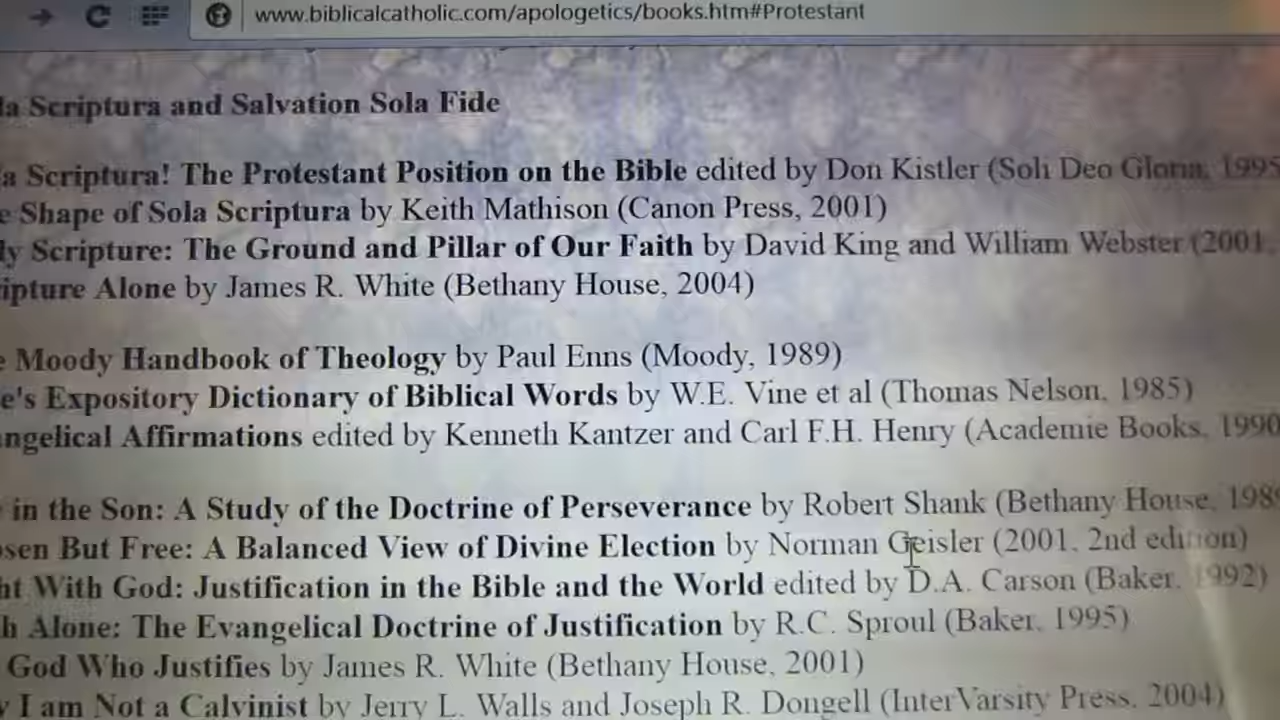 www.biblicalcatholic.com/apologetics/books.htm#Protestant
la Scriptura and Salvation Sola Fide
a Scriptura! The Protestant Position on the Bible edited by Don Kistler (Soli Deo Gloria, 1995
e Shape of Sola Scriptura by Keith Mathison (Canon Press, 2001)
ly Scripture: The Ground and Pillar of Our Faith by David King and William Webster (2001,
ipture Alone by James R. White (Bethany House, 2004)
e Moody Handbook of Theology by Paul Enns (Moody, 1989)
e's Expository Dictionary of Biblical Words by W.E. Vine et al (Thomas Nelson, 1985)
angelical Affirmations edited by Kenneth Kantzer and Carl F.H. Henry (Academie Books, 1990
in the Son: A Study of the Doctrine of Perseverance by Robert Shank (Bethany House, 198
osen But Free: A Balanced View of Divine Election by Norman Geisler (2001, 2nd edition)
ht With God: Justification in the Bible and the World edited by D.A. Carson (Baker, 1992)
h Alone: The Evangelical Doctrine of Justification by R.C. Sproul (Baker, 1995)
God Who Justifies by James R. White (Bethany House, 2001)
y I am Not a Calvinist by Jerry L. Walls and Joseph R. Dongell (InterVarsity Press, 2004)